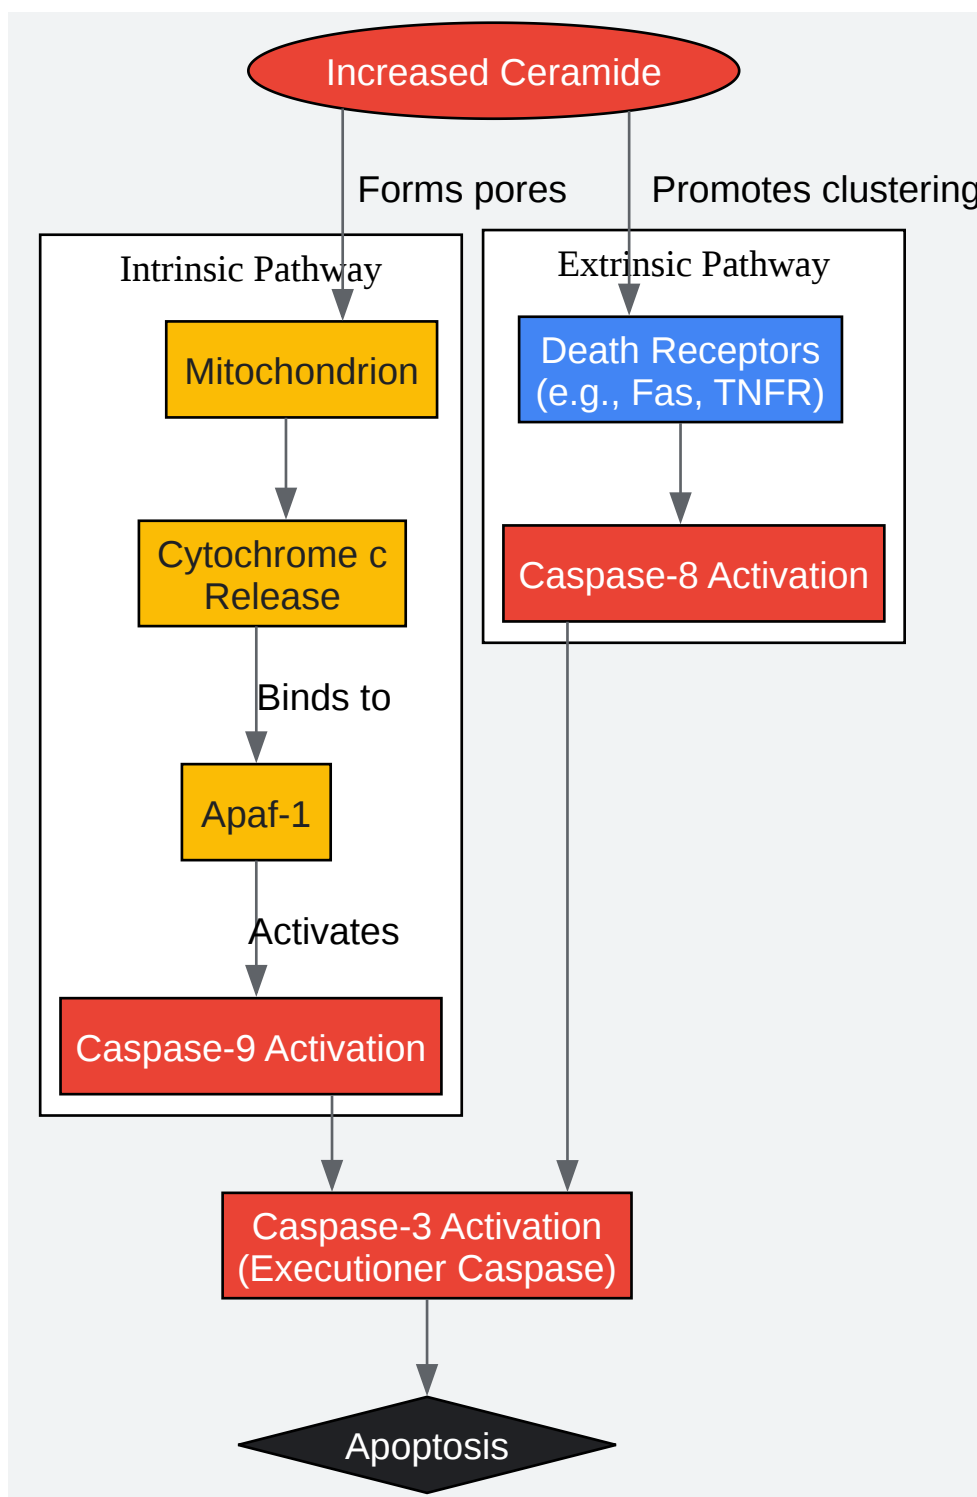 Increased Ceramide
Forms pores
Promotes clustering
Intrinsic Pathway
Extrinsic Pathway
Mitochondrion
Death Receptors
(e.g., Fas, TNFR)
Cytochrome c
Release
Caspase-8 Activation
Binds to
Apaf-1
Activates
Caspase-9 Activation
Caspase-3 Activation
(Executioner Caspase)
Apoptosis